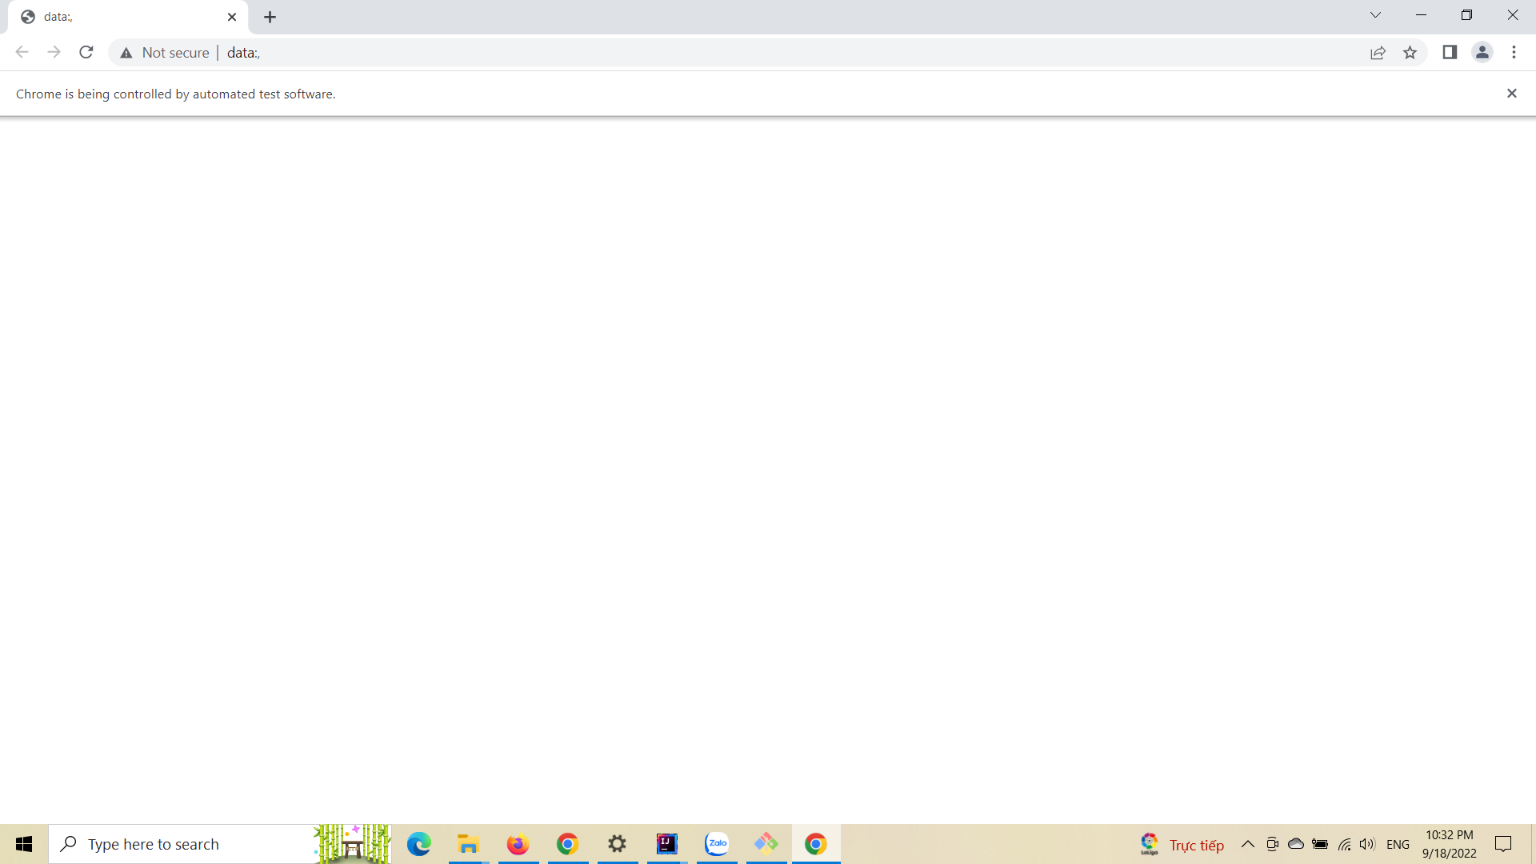 data:,
Not secure | data:,
Chrome is being controlled by automated test software.
Type here to search
IJ
Zalo
Trực tiếp
ENG
10:32 PM
9/18/2022